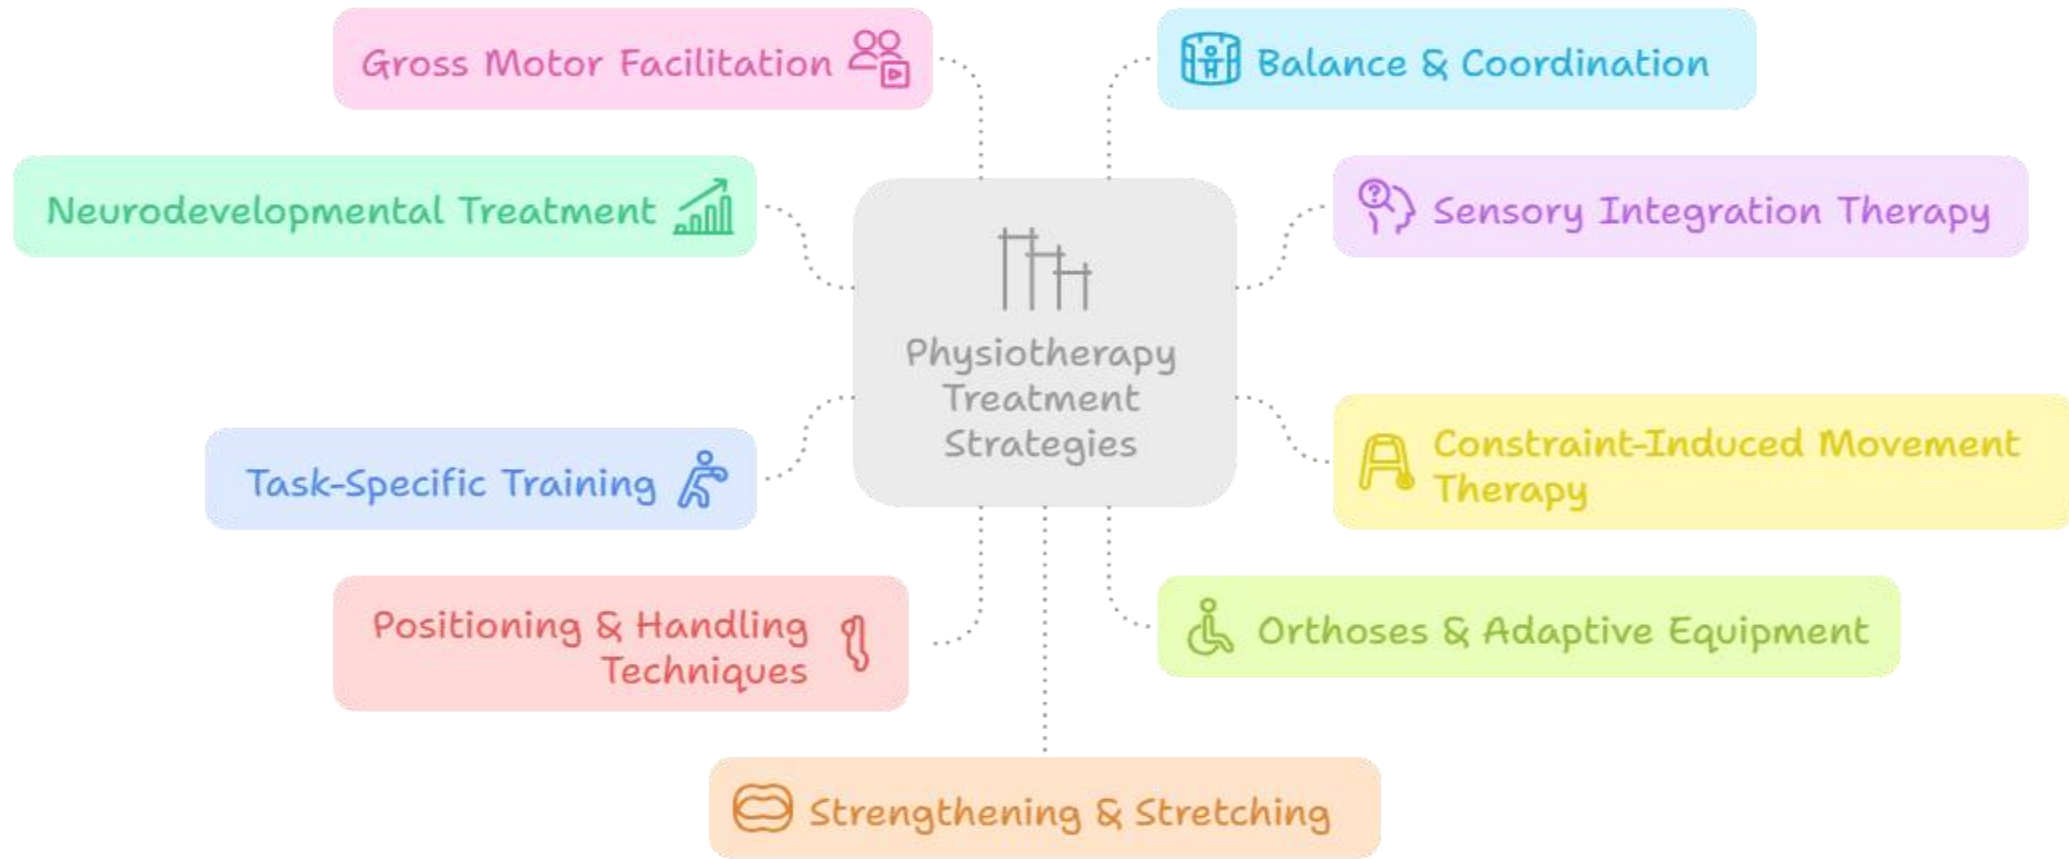 Gross Motor Facilitation
Balance & Coordination
Neurodevelopmental Treatment
Sensory Integration Therapy
Physiotherapy
Treatment
Strategies
Task-Specific Training
Constraint-Induced Movement
Therapy
Positioning & Handling
Techniques
Orthoses & Adaptive Equipment
Strengthening & Stretching